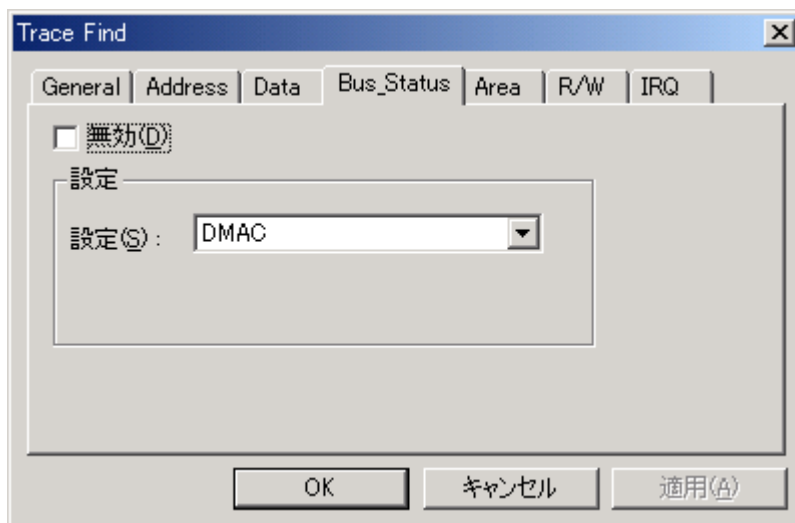 Trace Find
General Address Data Bus_Status Area R/W IRQ
無効(D)
設定
設定(S) : DMAC
OK キャンセル 適用(A)